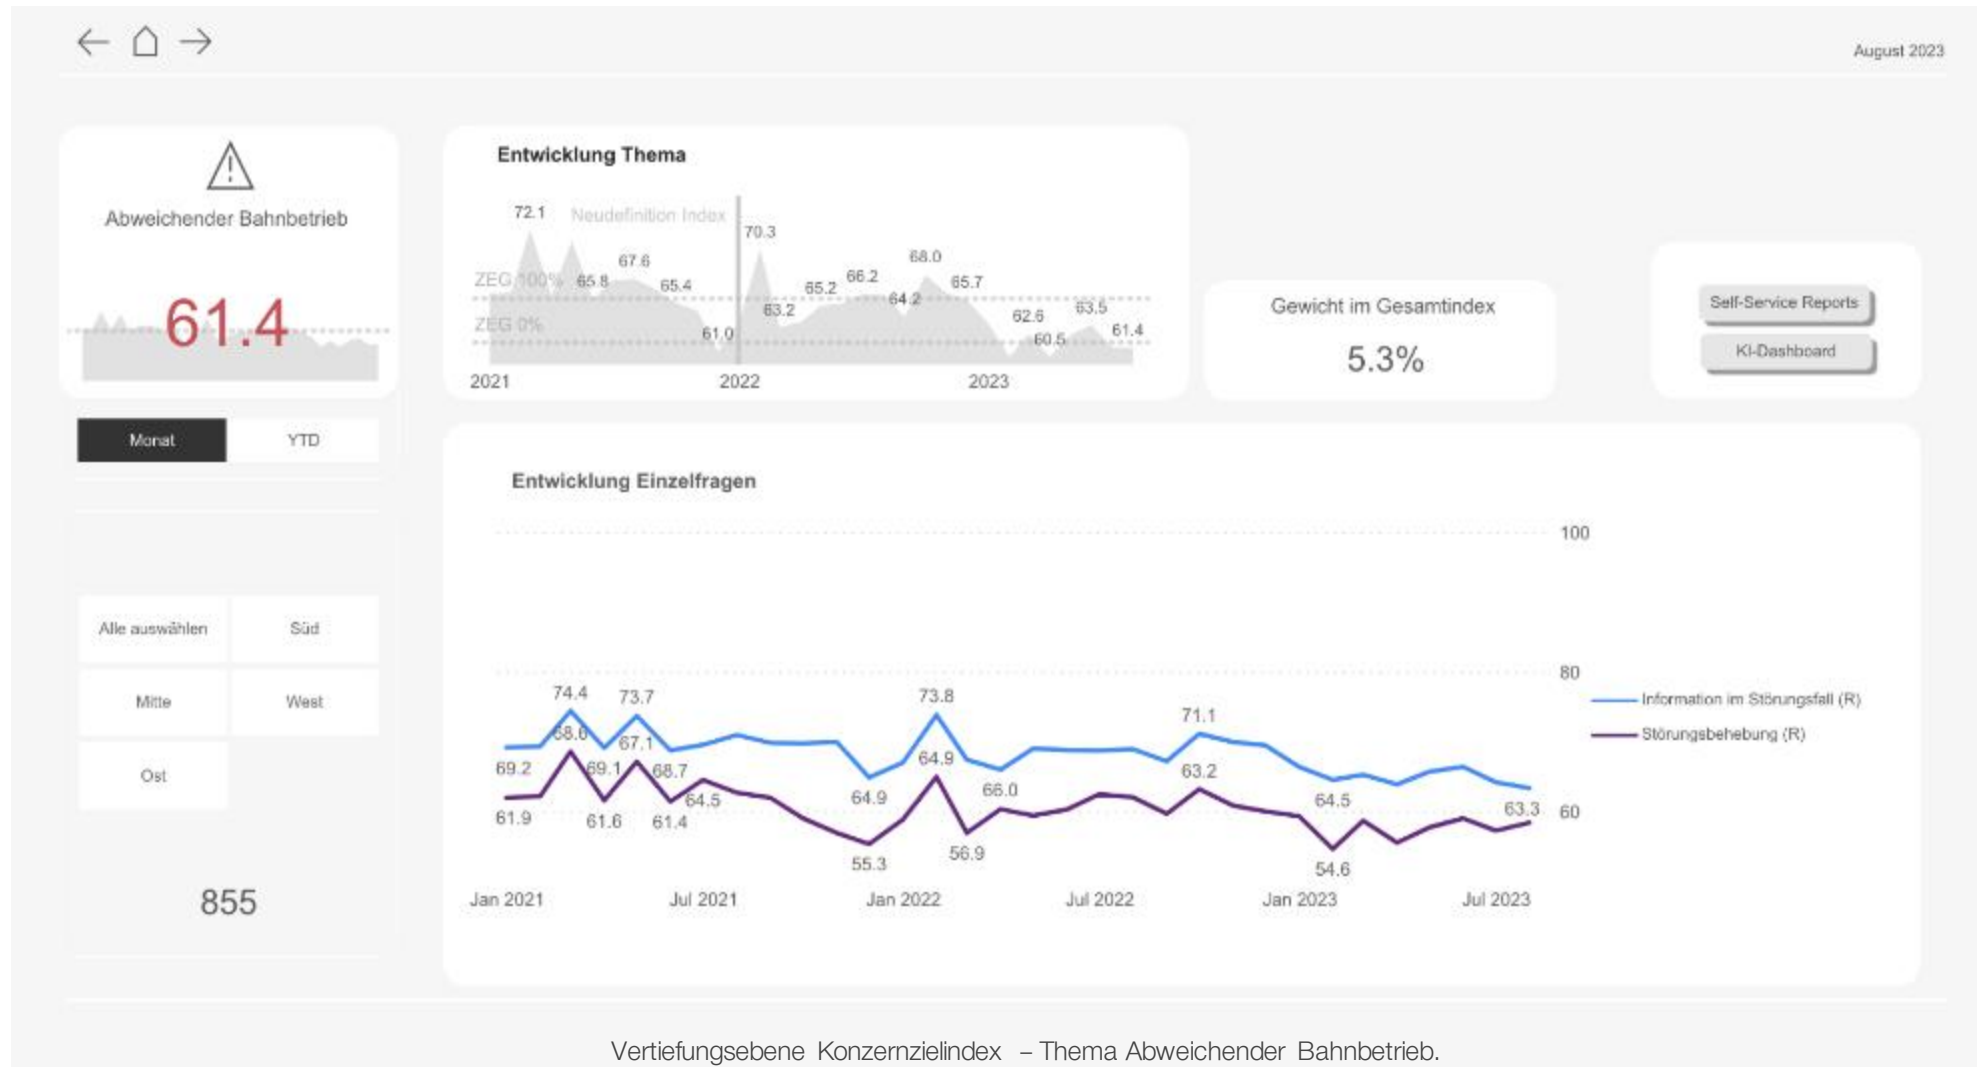 August 2023
Abweichender Bahnbetrieb
61.4
Monat
YTD
Alle auswählen
Süd
Mitte
West
Ost
855
Entwicklung Thema
72.1
Neudefinition Index
70.3
68.0
67.6
ZEG 100%
65.8
65.4
65.2
66.2
65.7
64.2
63.2
63.5
62.6
ZEG 0%
61.0
60.5
61.4
2021
2022
2023
Gewicht im Gesamtindex
5.3%
Self-Service Reports
KI-Dashboard
Entwicklung Einzelfragen
100
80
60
74.4
73.7
73.8
71.1
68.6
67.1
64.9
69.2
69.1
68.7
63.2
66.0
64.5
64.9
64.5
63.3
61.9
61.6
61.4
55.3
56.9
54.6
Jan 2021
Jul 2021
Jan 2022
Jul 2022
Jan 2023
Jul 2023
Information im Störungsfall (R)
Störungsbehebung (R)
Vertiefungsebene Konzernzielindex – Thema Abweichender Bahnbetrieb.